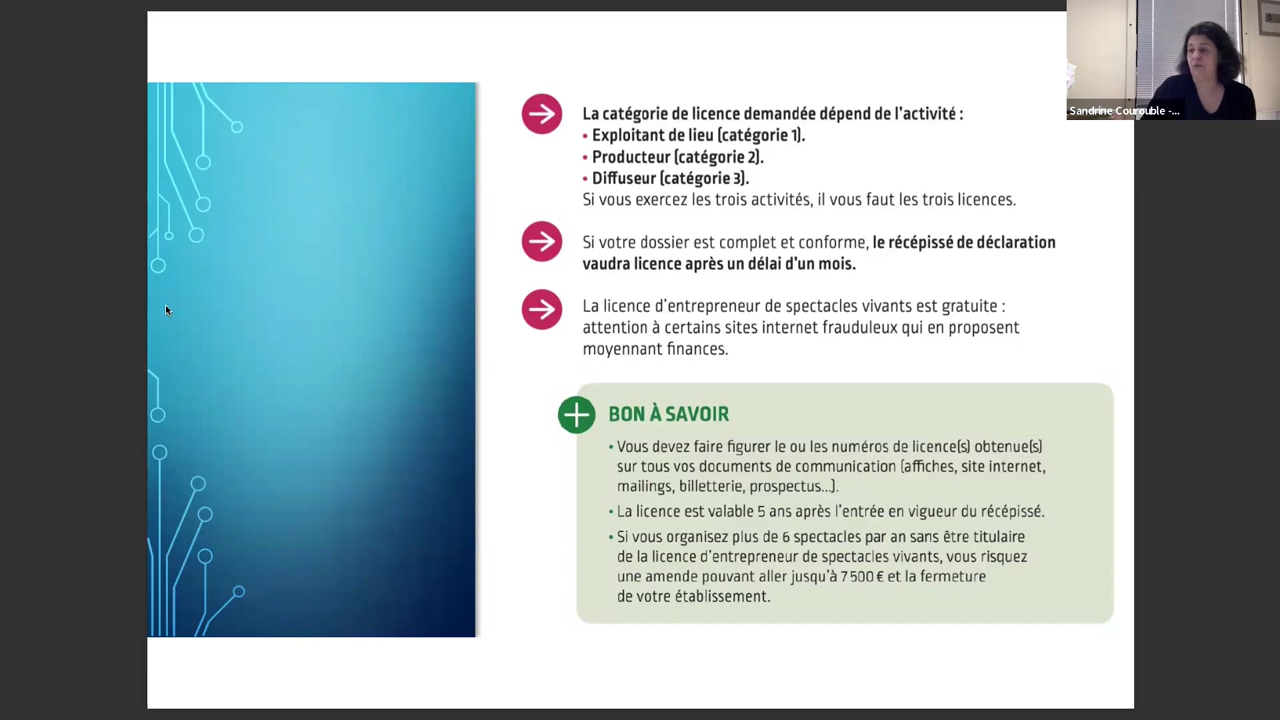 La catégorie de licence demandée dépend de l'activité :
• Exploitant de lieu (catégorie 1).
• Producteur (catégorie 2).
• Diffuseur (catégorie 3).
Si vous exercez les trois activités, il vous faut les trois licences.
Si votre dossier est complet et conforme, le récépissé de déclaration
vaudra licence après un délai d'un mois.
La licence d'entrepreneur de spectacles vivants est gratuite :
attention à certains sites internet frauduleux qui en proposent
moyennant finances.
BON À SAVOIR
• Vous devez faire figurer le ou les numéros de licence(s) obtenue(s)
sur tous vos documents de communication (affiches, site internet,
mailings, billetterie, prospectus...).
• La licence est valable 5 ans après l'entrée en vigueur du récépissé.
• Si vous organisez plus de 6 spectacles par an sans être titulaire
de la licence d'entrepreneur de spectacles vivants, vous risquez
une amende pouvant aller jusqu'à 7 500 € et la fermeture
de votre établissement.
Sandrine Courouble -...